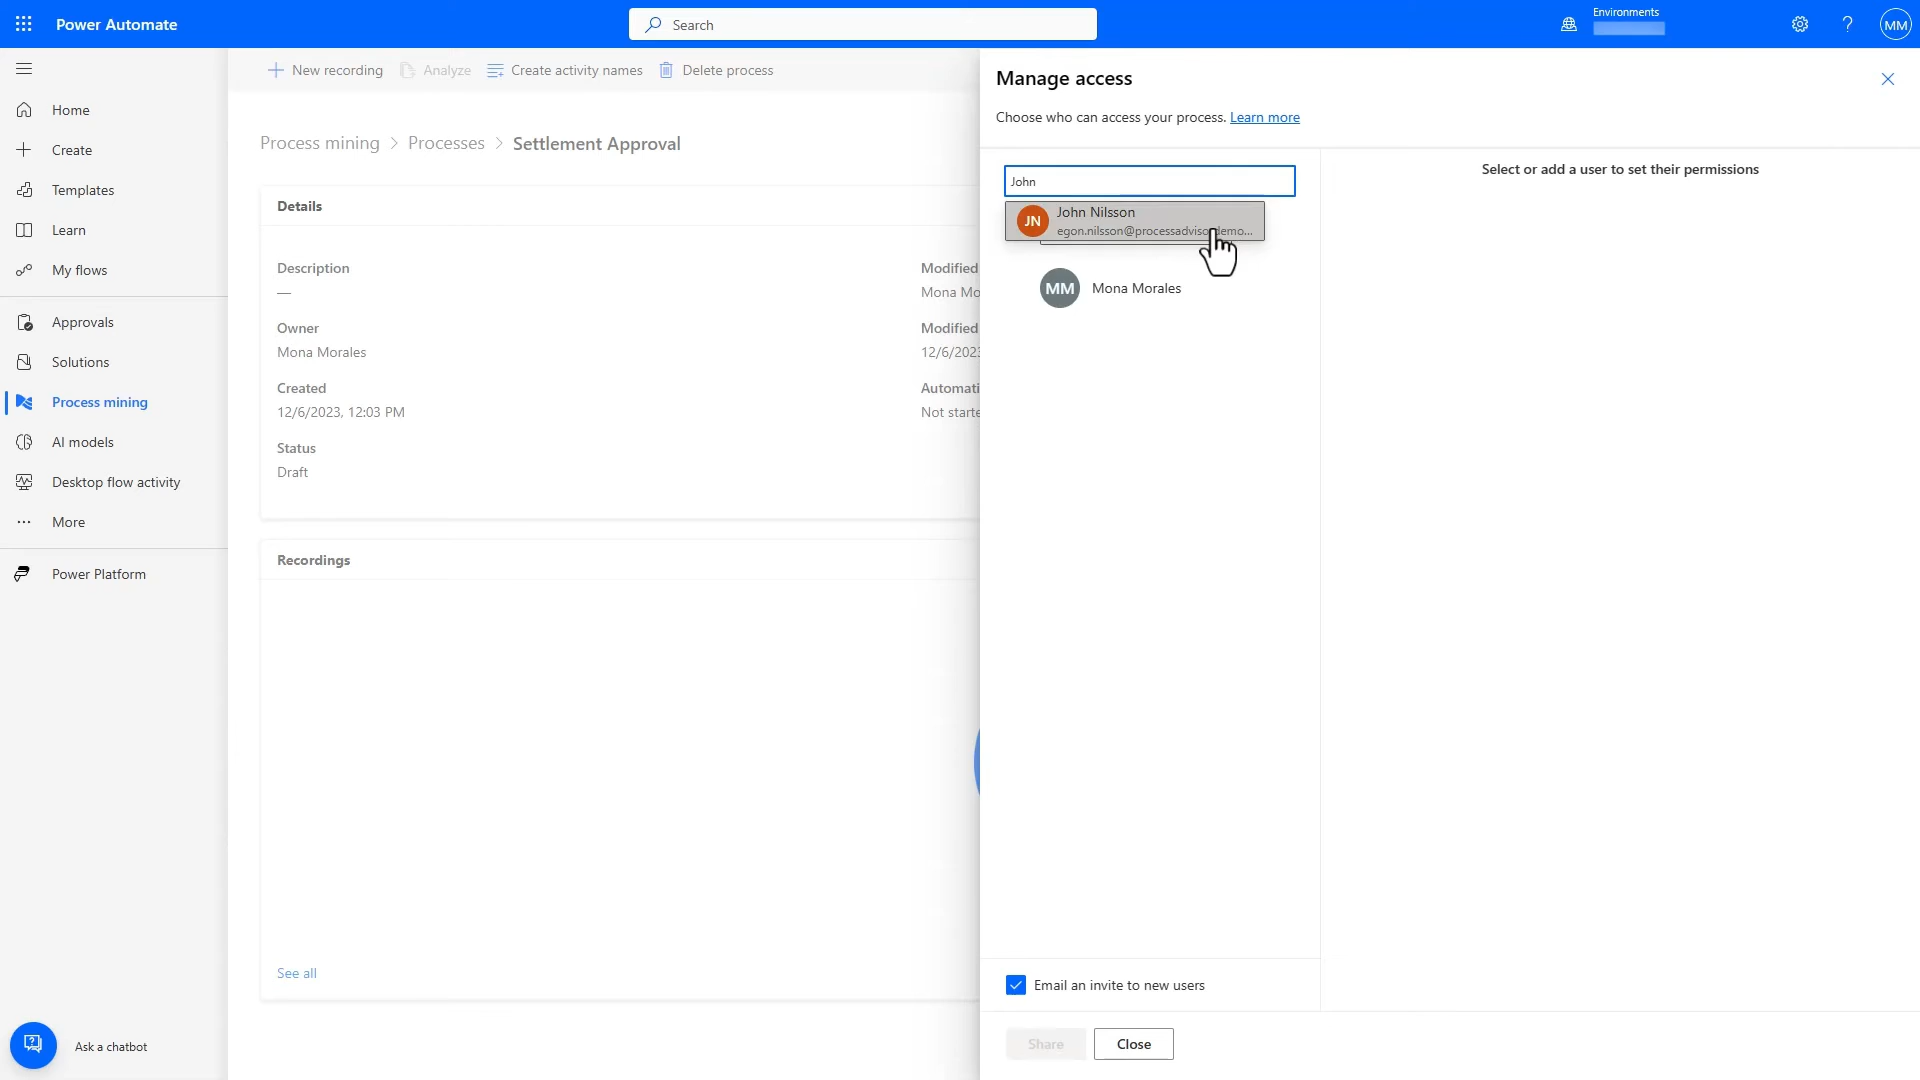 Power Automate
Search
Environments
MM
Home
Create
Templates
Learn
My flows
Approvals
Solutions
Process mining
AI models
Desktop flow activity
More
Power Platform
Ask a chatbot
New recording
Analyze
Create activity names
Delete process
Process mining > Processes > Settlement Approval
Details
Description
—
Owner
Mona Morales
Created
12/6/2023, 12:03 PM
Status
Draft
Modified
Mona Mo
Modified
12/6/2023
Automati
Not starte
Recordings
See all
Manage access
Choose who can access your process. Learn more
John
JN
John Nilsson
egon.nilsson@processadvisordemo...
MM
Mona Morales
Select or add a user to set their permissions
Email an invite to new users
Share
Close